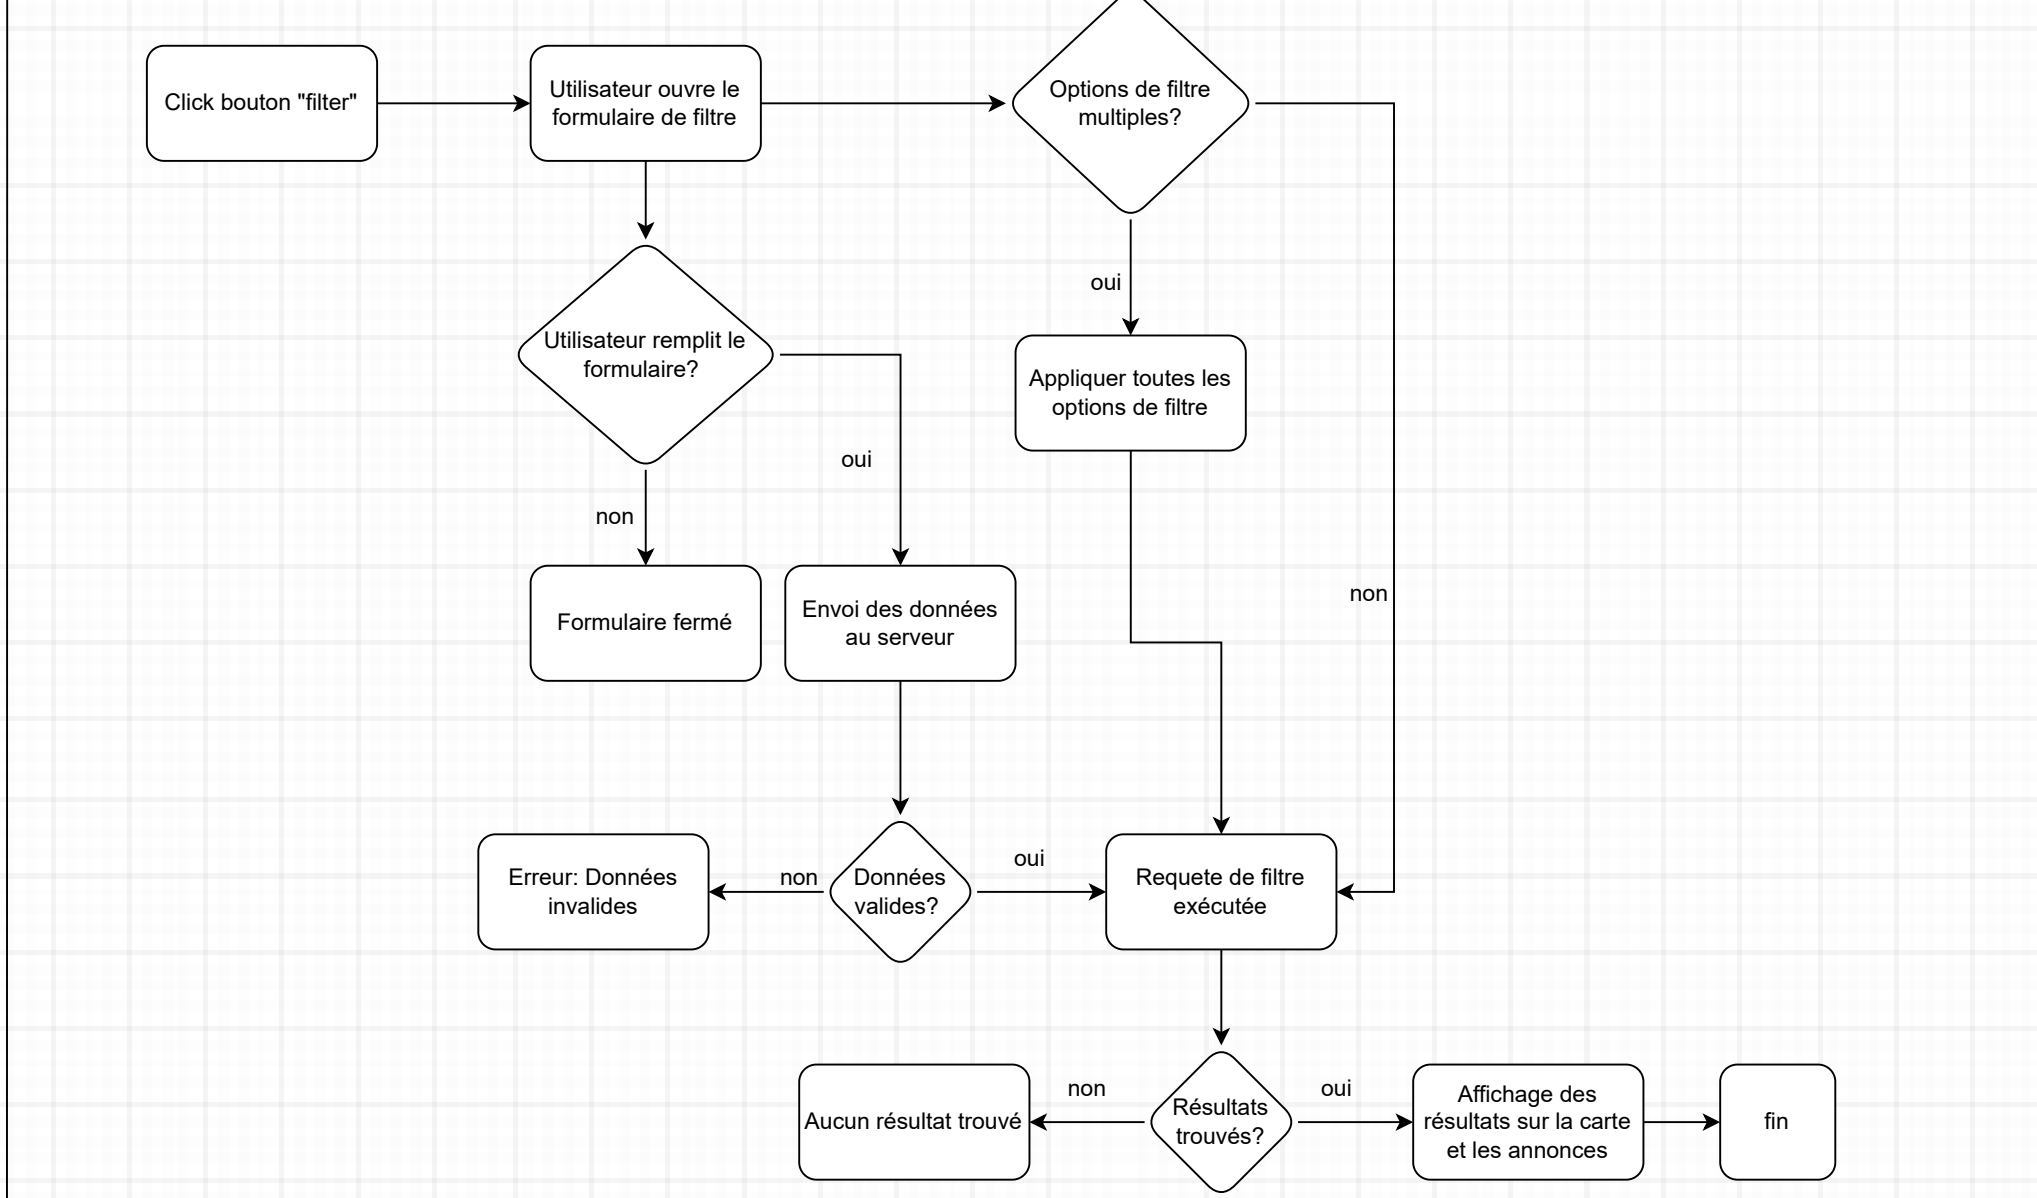 Click bouton "filter"
Utilisateur ouvre le
formulaire de filtre
Options de filtre
multiples?
oui
Utilisateur remplit le
formulaire?
Appliquer toutes les
options de filtre
oui
non
non
Formulaire fermé
Envoi des données
au serveur
Erreur: Données
invalides
non
Données
valides?
oui
Requete de filtre
exécutée
Aucun résultat trouvé
non
Résultats
trouvés?
oui
Affichage des
résultats sur la carte
et les annonces
fin